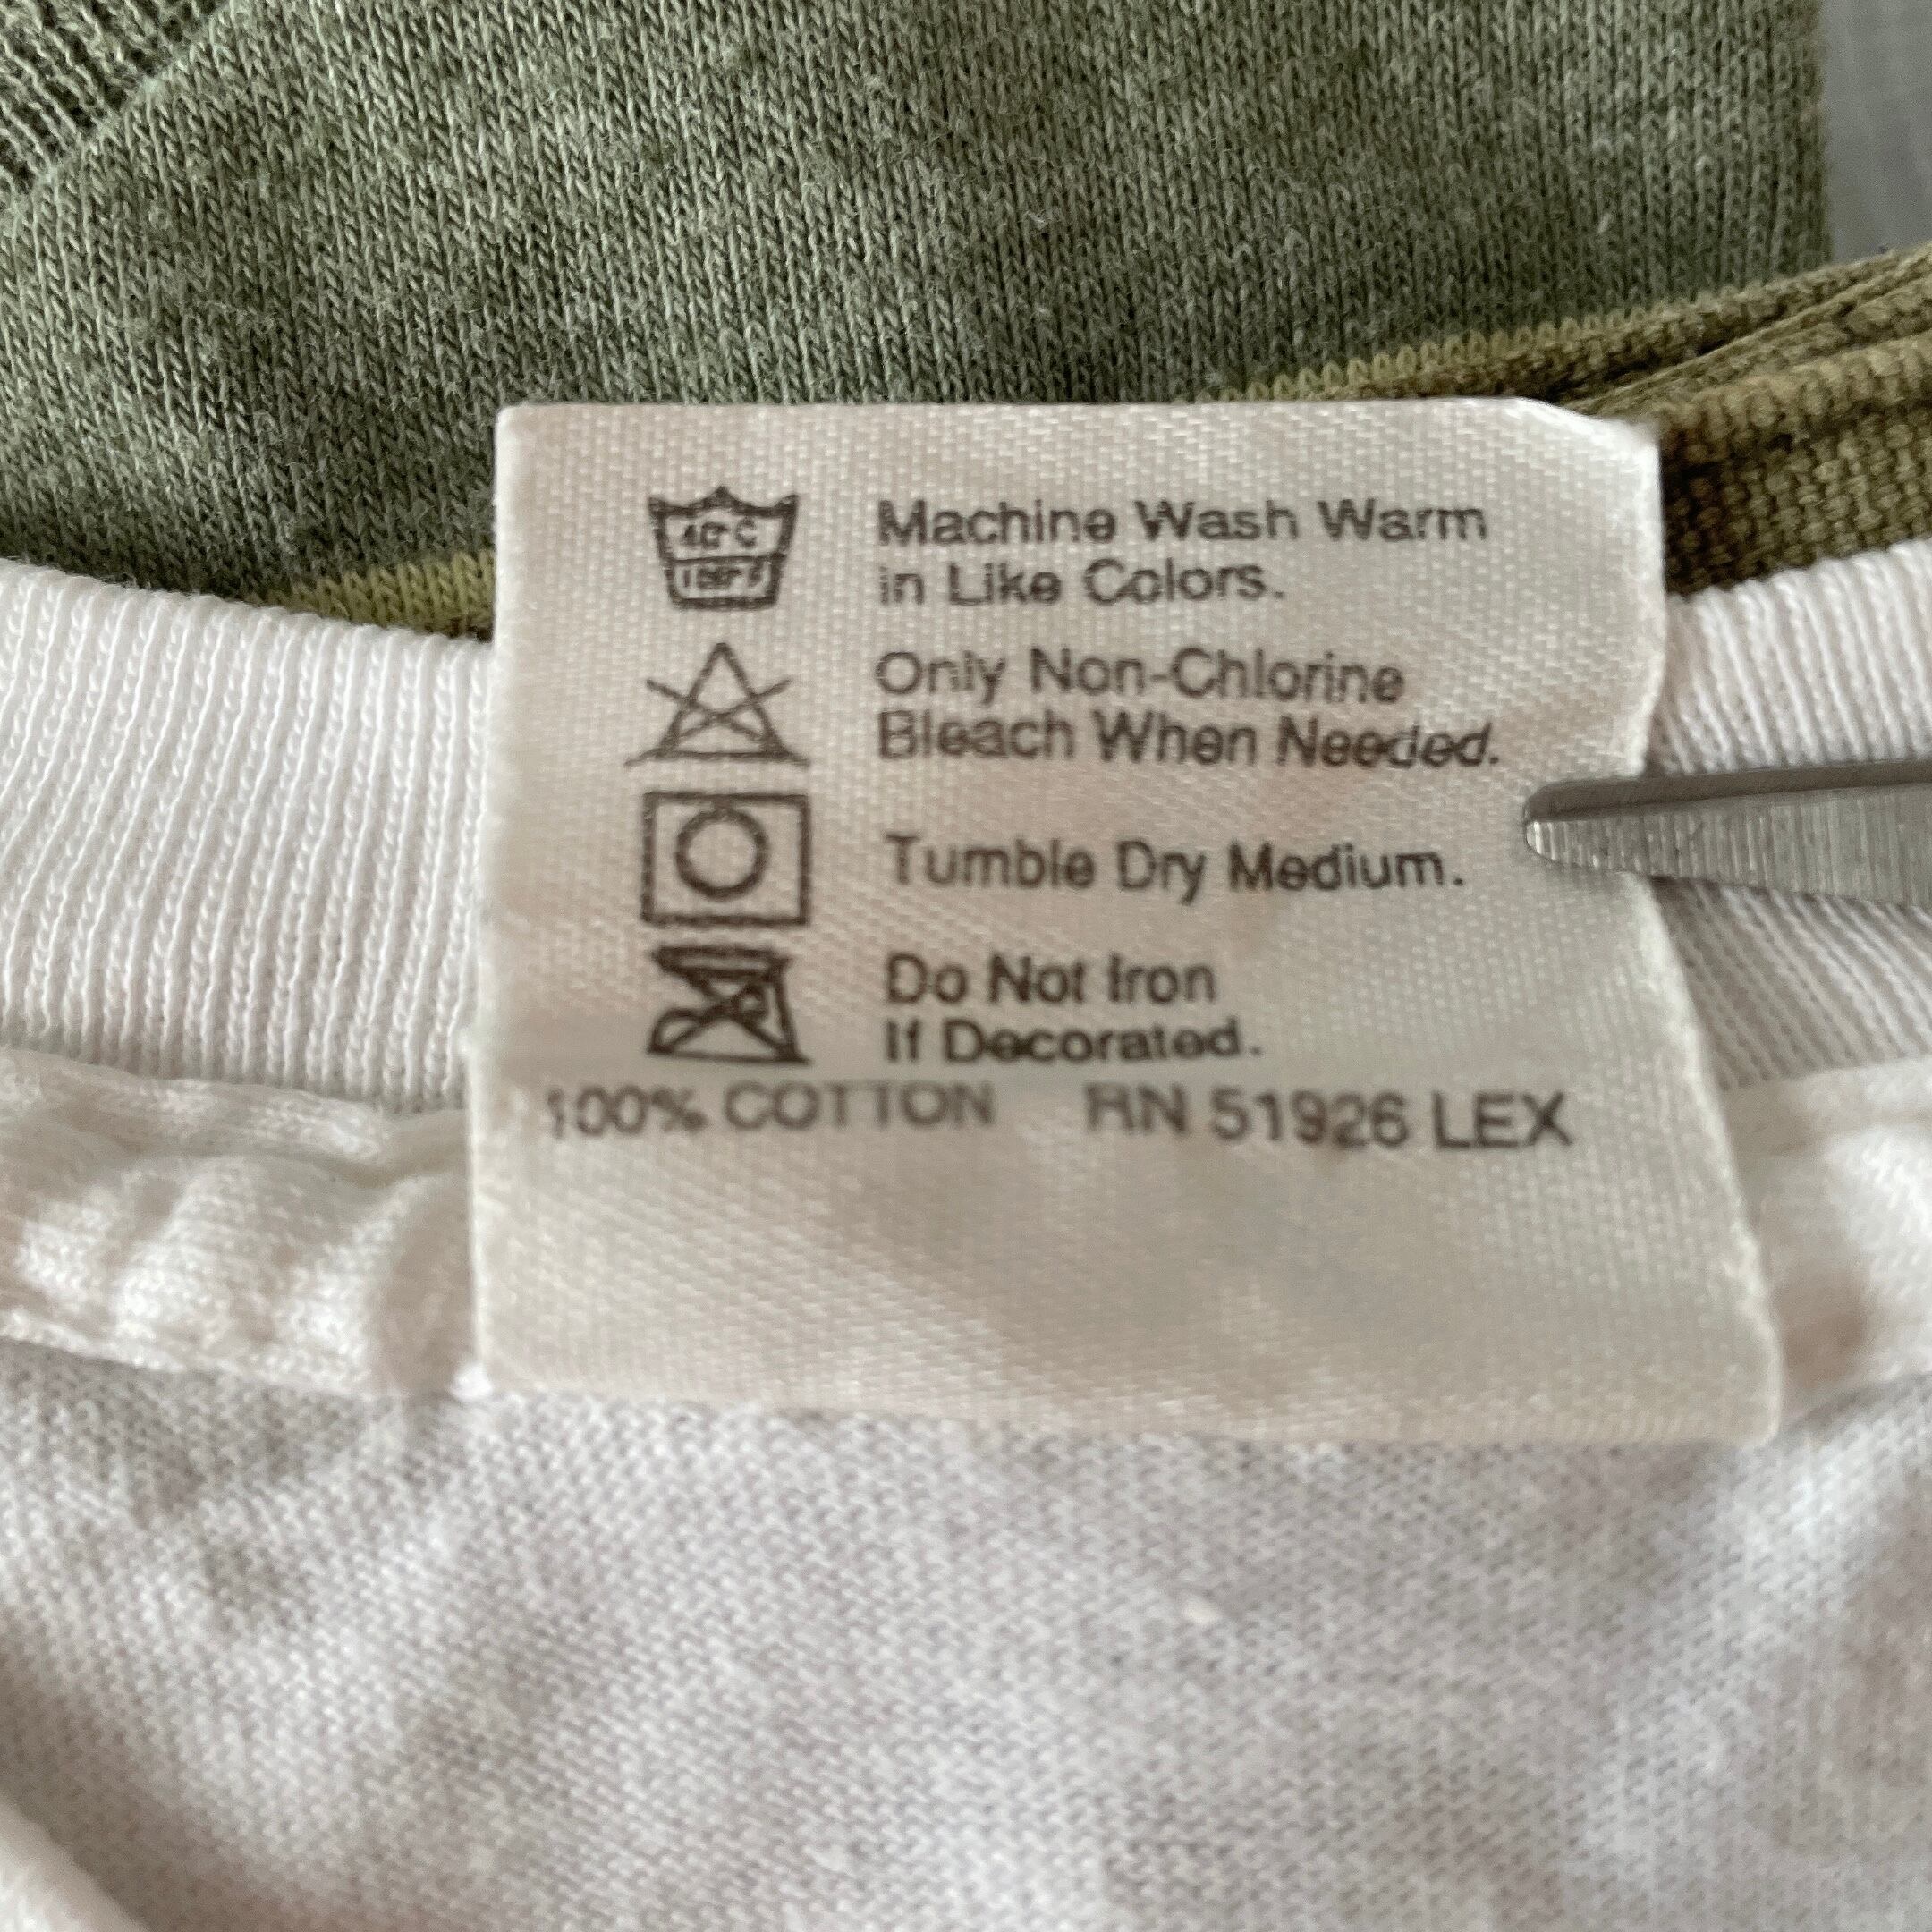 40°C
Machine Wash Warm
in Like Colors.
Only Non-Chlorine
Bleach When Needed.
Tumble Dry Medium.
Do Not Iron
If Decorated.
100% COTTON RN 51926 LEX